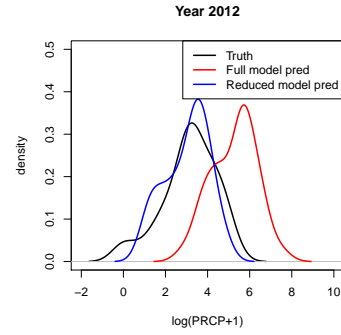 Year 2012
Truth
Full model pred
Reduced model pred
density
0.5
0.4
0.3
0.2
0.1
0.0
-2 0 2 4 6 8 10
log(PRCP+1)